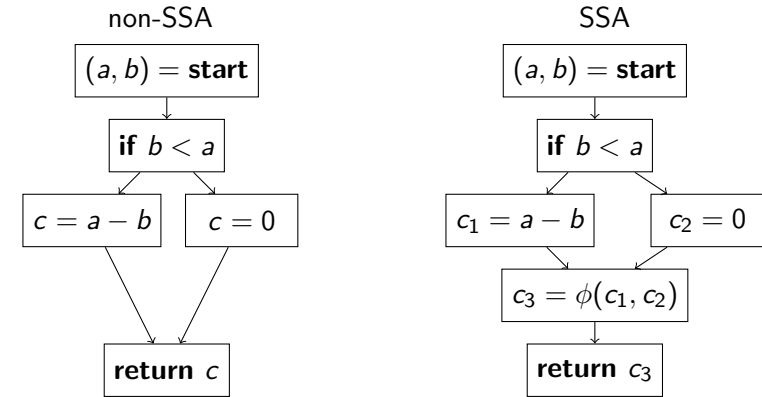 non-SSA
(a, b) = start
if b < a
c = a − b
c = 0
return c
SSA
(a, b) = start
if b < a
c₁ = a − b
c₂ = 0
c₃ = ϕ(c₁, c₂)
return c₃